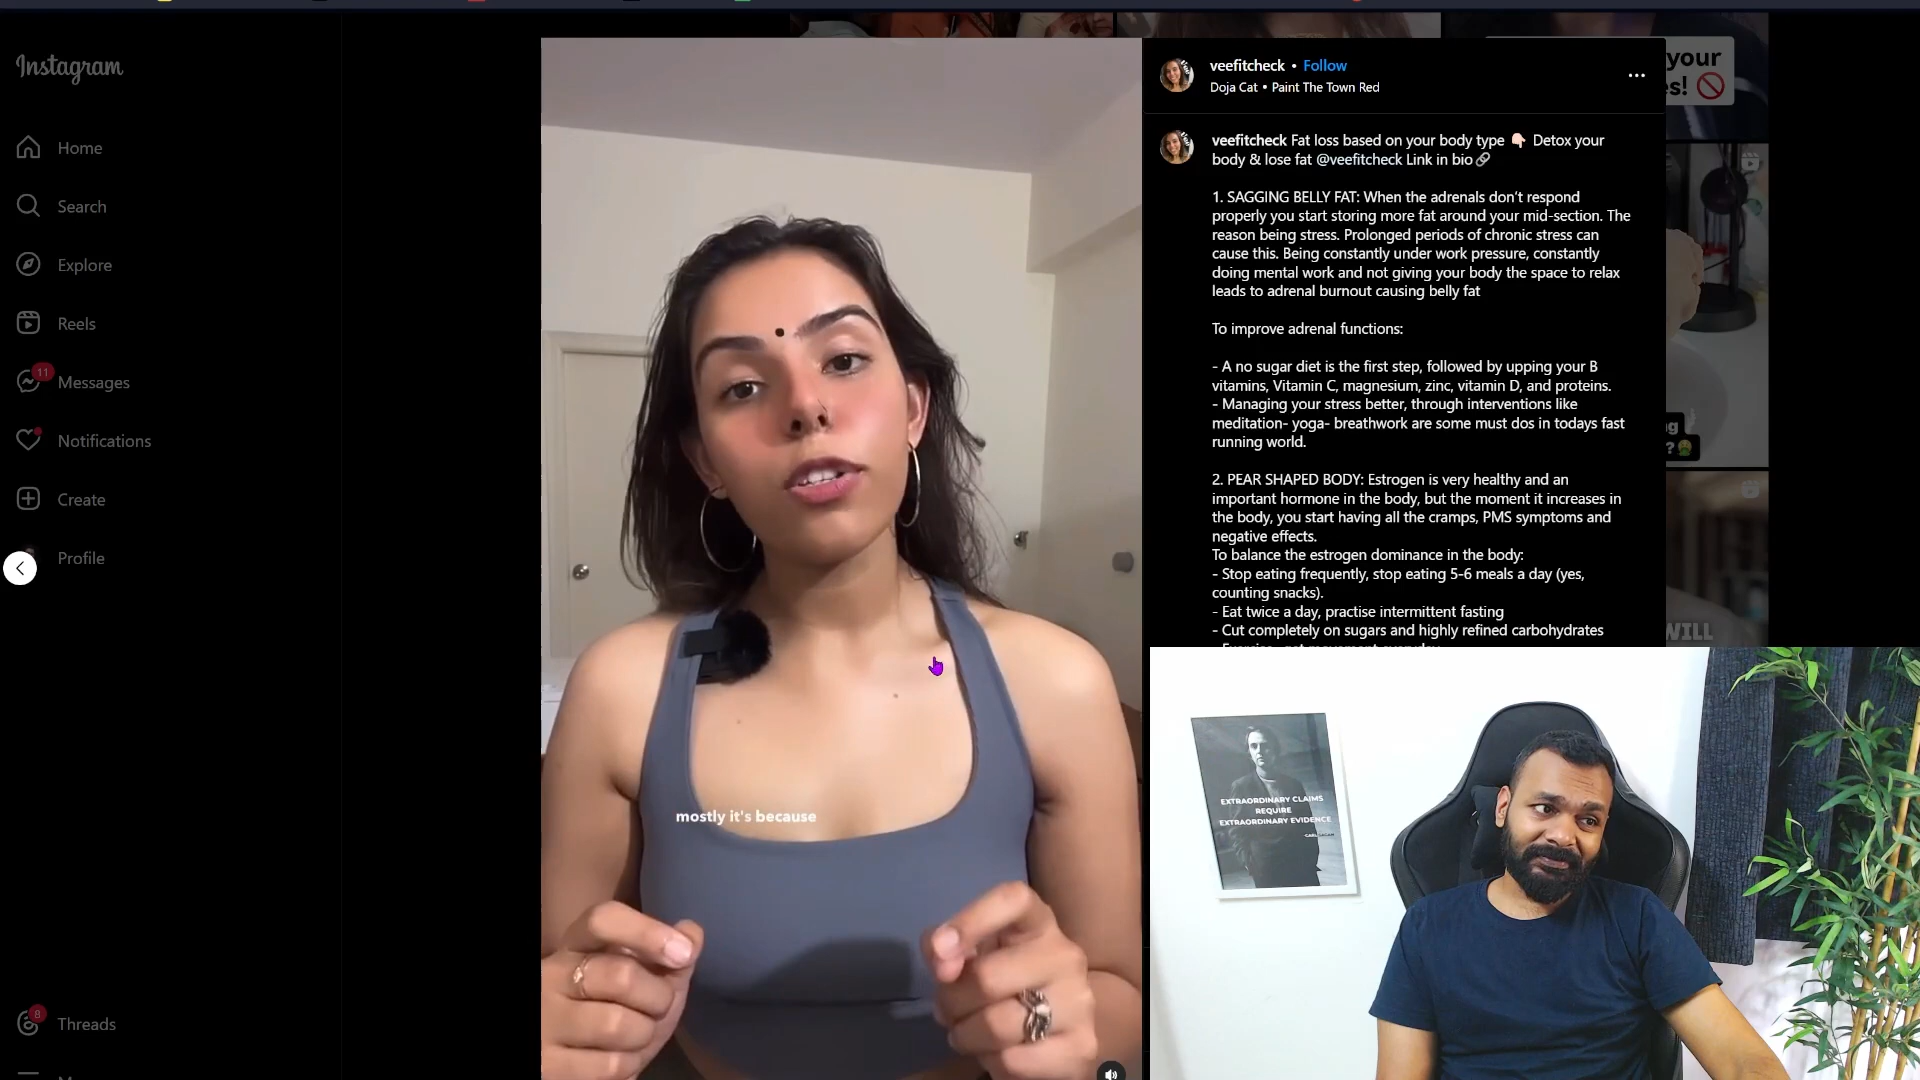 Instagram
Home
Search
Explore
Reels
11
Messages
Notifications
Create
Profile
8
Threads
mostly it's because
veefitcheck • Follow
Doja Cat • Paint The Town Red
veefitcheck Fat loss based on your body type 👇🏻 Detox your
body & lose fat @veefitcheck Link in bio🔗
1. SAGGING BELLY FAT: When the adrenals don’t respond
properly you start storing more fat around your mid-section. The
reason being stress. Prolonged periods of chronic stress can
cause this. Being constantly under work pressure, constantly
doing mental work and not giving your body the space to relax
leads to adrenal burnout causing belly fat
To improve adrenal functions:
- A no sugar diet is the first step, followed by upping your B
vitamins, Vitamin C, magnesium, zinc, vitamin D, and proteins.
- Managing your stress better, through interventions like
meditation- yoga- breathwork are some must dos in todays fast
running world.
2. PEAR SHAPED BODY: Estrogen is very healthy and an
important hormone in the body, but the moment it increases in
the body, you start having all the cramps, PMS symptoms and
negative effects.
To balance the estrogen dominance in the body:
- Stop eating frequently, stop eating 5-6 meals a day (yes,
counting snacks).
- Eat twice a day, practise intermittent fasting
- Cut completely on sugars and highly refined carbohydrates
your
WILL
EXTRAORDINARY CLAIMS
REQUIRE
EXTRAORDINARY EVIDENCE